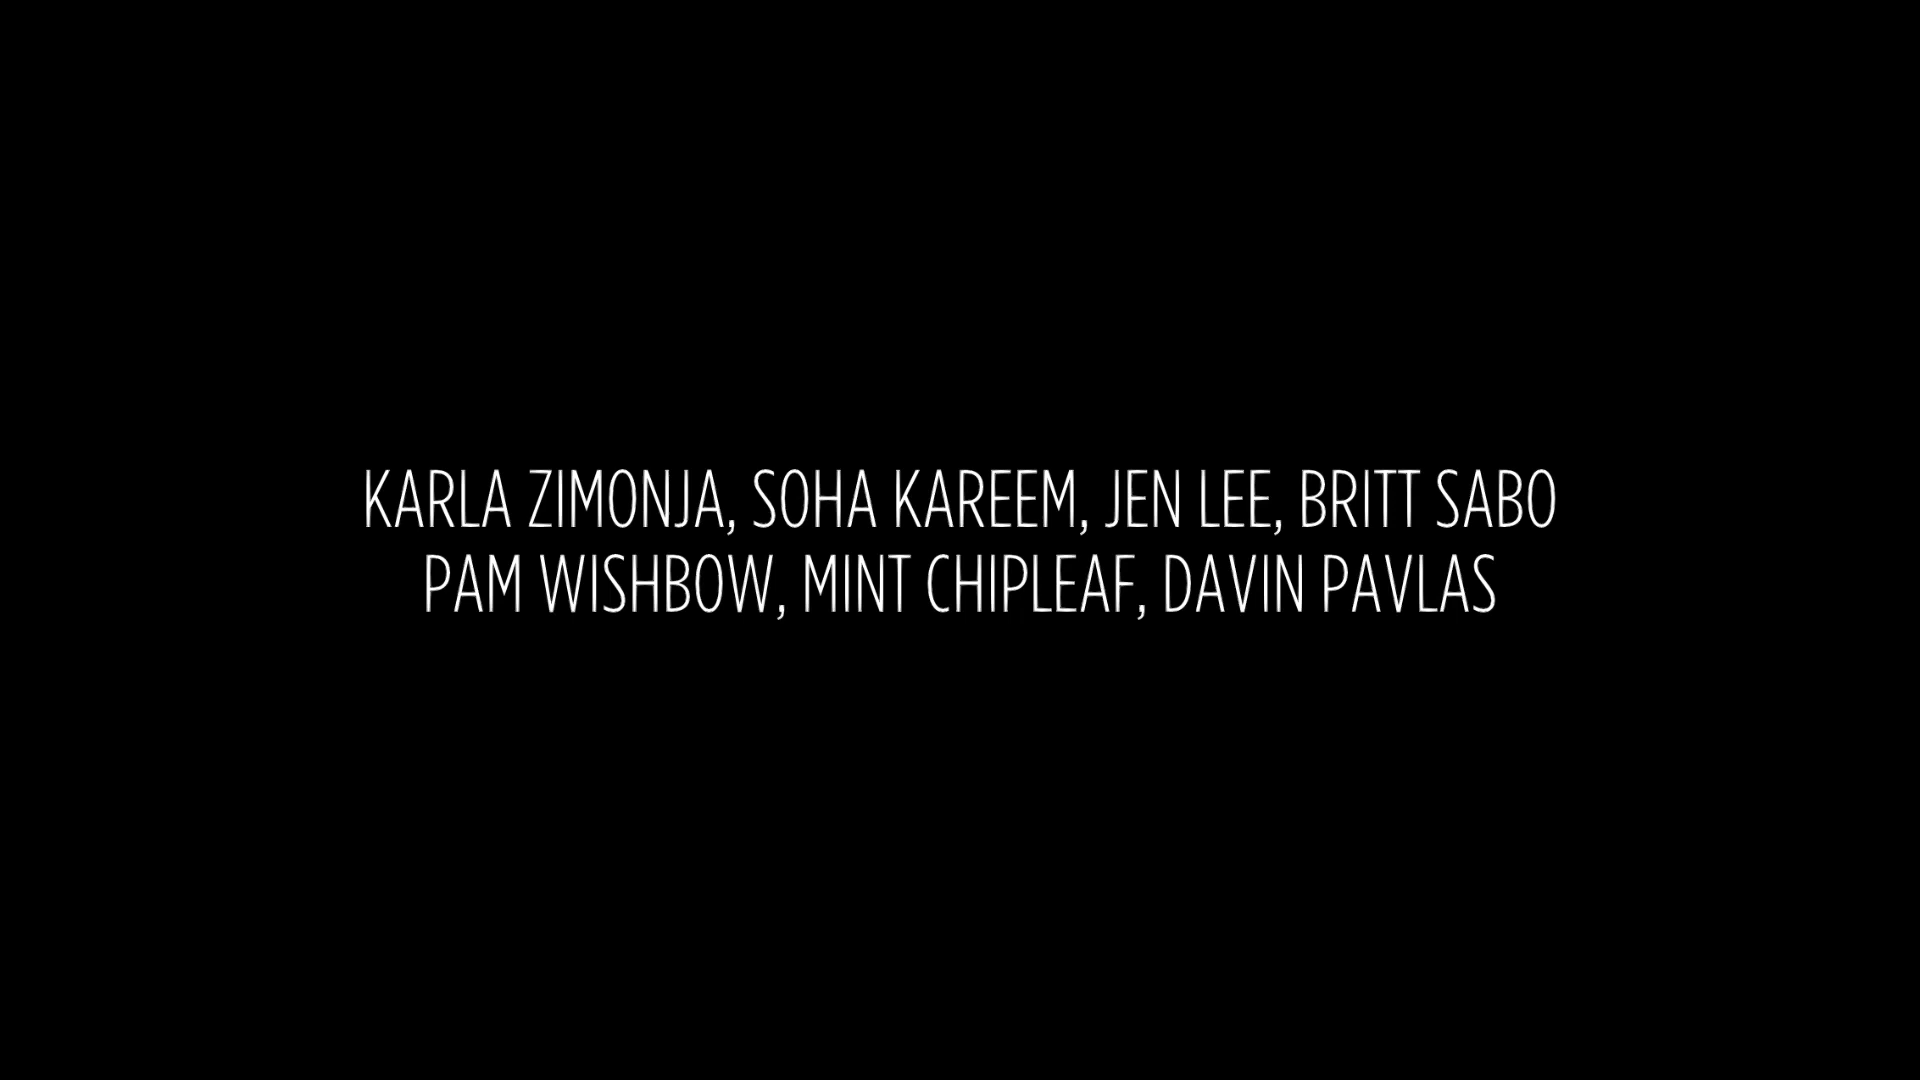 KARLA ZIMONJA, SOHA KAREEM, JEN LEE, BRITT SABO
PAM WISHBOW, MINT CHIPLEAF, DAVIN PAVLAS